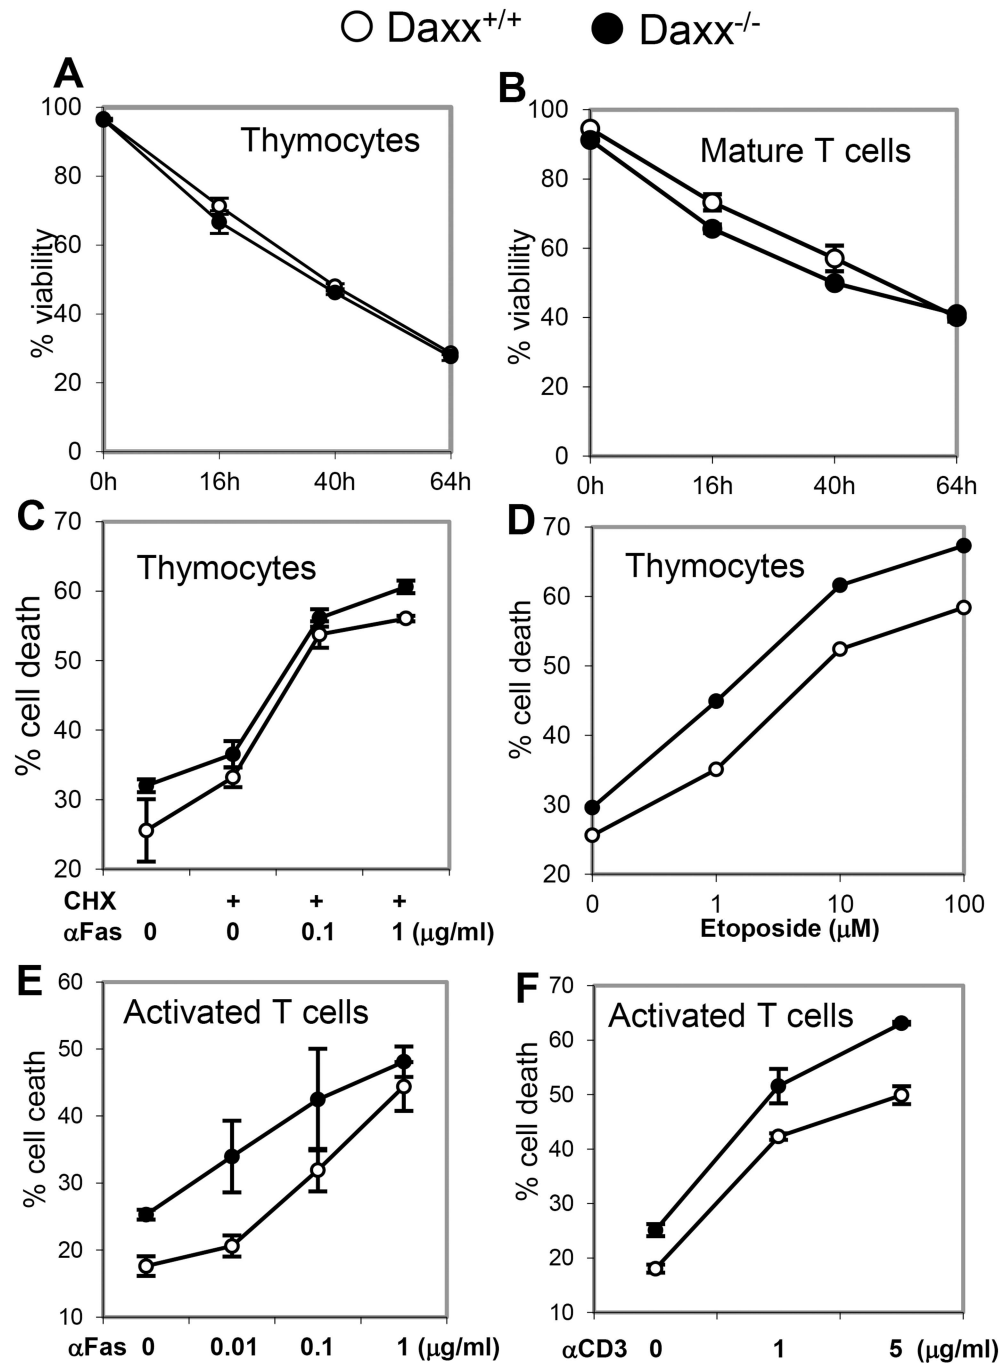 Daxx+/+ Daxx-/-
A
100
80
60
40
20
0
% viability
Thymocytes
0h 16h 40h 64h
B
100
80
60
40
20
0
% viablility
Mature T cells
0h 16h 40h 64h
C
70
60
50
40
30
20
% cell death
Thymocytes
CHX + + +
αFas 0 0 0.1 1 (μg/ml)
D
70
60
50
40
30
20
% cell death
Thymocytes
0 1 10 100
Etoposide (μM)
E
60
50
40
30
20
10
% cell ceath
Activated T cells
αFas 0 0.01 0.1 1 (μg/ml)
F
70
60
50
40
30
20
10
% cell death
Activated T cells
αCD3 0 1 5 (μg/ml)